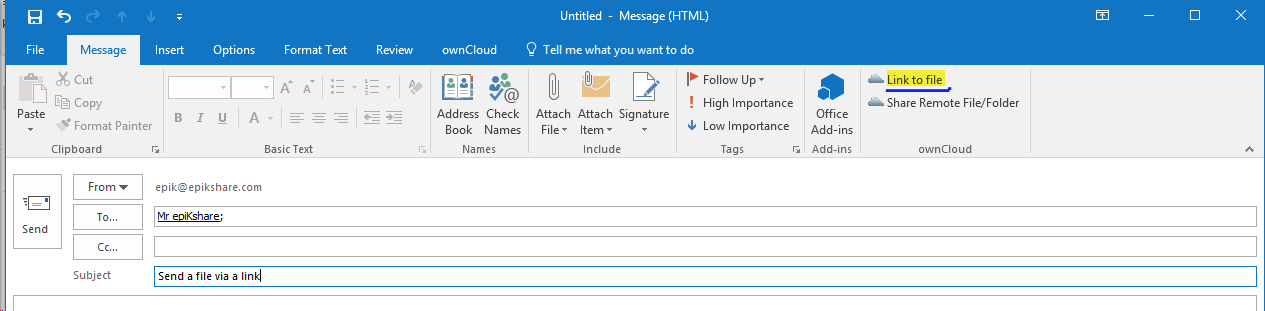 Untitled - Message (HTML)
File Message Insert Options Format Text Review ownCloud Tell me what you want to do
Paste
Cut
Copy
Format Painter
Clipboard
B I U A
Basic Text
Address Book
Check Names
Names
Attach File
Attach Item
Signature
Include
Follow Up
High Importance
Low Importance
Tags
Office Add-ins
Add-ins
Link to file
Share Remote File/Folder
ownCloud
Send
From epik@epikshare.com
To... Mr epiKshare;
Cc...
Subject Send a file via a link